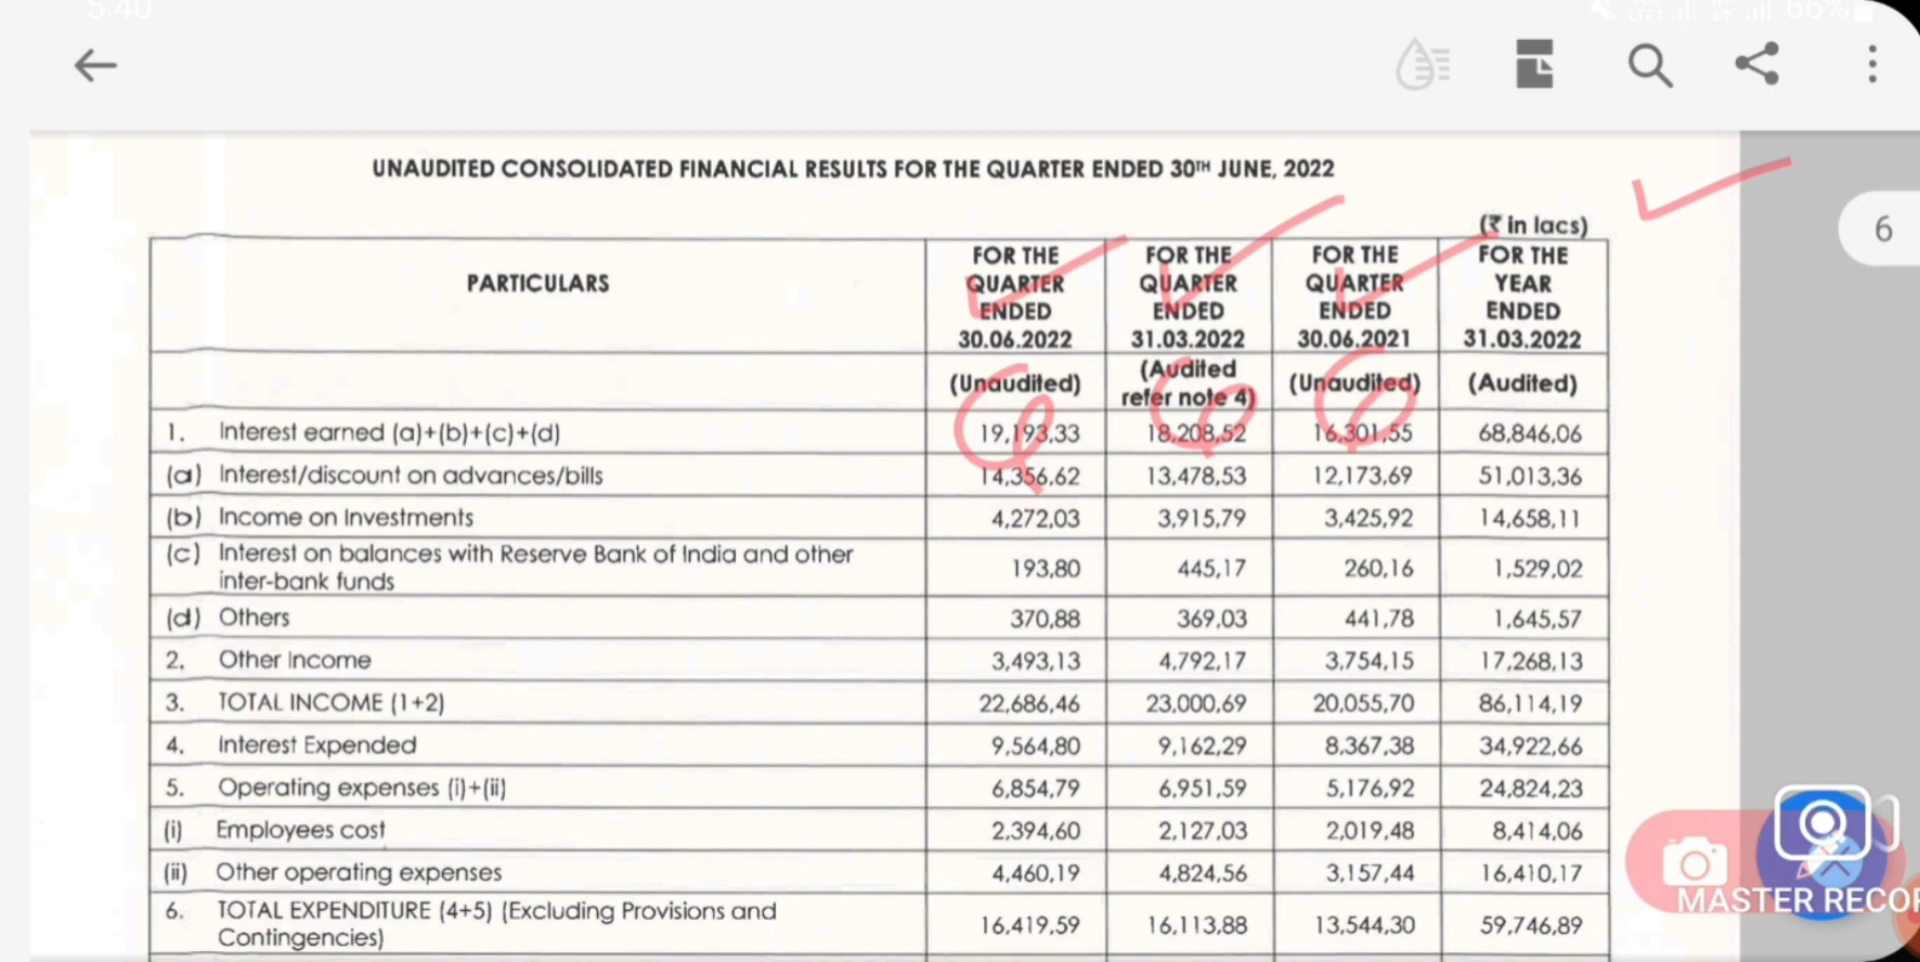 5:40
66%
6
UNAUDITED CONSOLIDATED FINANCIAL RESULTS FOR THE QUARTER ENDED 30TH JUNE, 2022
(₹ in lacs)
PARTICULARS FOR THE QUARTER ENDED 30.06.2022 FOR THE QUARTER ENDED 31.03.2022 FOR THE QUARTER ENDED 30.06.2021 FOR THE YEAR ENDED 31.03.2022
(Unaudited) (Audited refer note 4) (Unaudited) (Audited)
1. Interest earned (a)+(b)+(c)+(d) 19,193,33 18,208,52 16,301,55 68,846,06
(a) Interest/discount on advances/bills 14,356,62 13,478,53 12,173,69 51,013,36
(b) Income on Investments 4,272,03 3,915,79 3,425,92 14,658,11
(c) Interest on balances with Reserve Bank of India and other
inter-bank funds 193,80 445,17 260,16 1,529,02
(d) Others 370,88 369,03 441,78 1,645,57
2. Other Income 3,493,13 4,792,17 3,754,15 17,268,13
3. TOTAL INCOME (1+2) 22,686,46 23,000,69 20,055,70 86,114,19
4. Interest Expended 9,564,80 9,162,29 8,367,38 34,922,66
5. Operating expenses (i)+(ii) 6,854,79 6,951,59 5,176,92 24,824,23
(i) Employees cost 2,394,60 2,127,03 2,019,48 8,414,06
(ii) Other operating expenses 4,460,19 4,824,56 3,157,44 16,410,17
6. TOTAL EXPENDITURE (4+5) (Excluding Provisions and
Contingencies) 16,419,59 16,113,88 13,544,30 59,746,89
MASTER RECOR